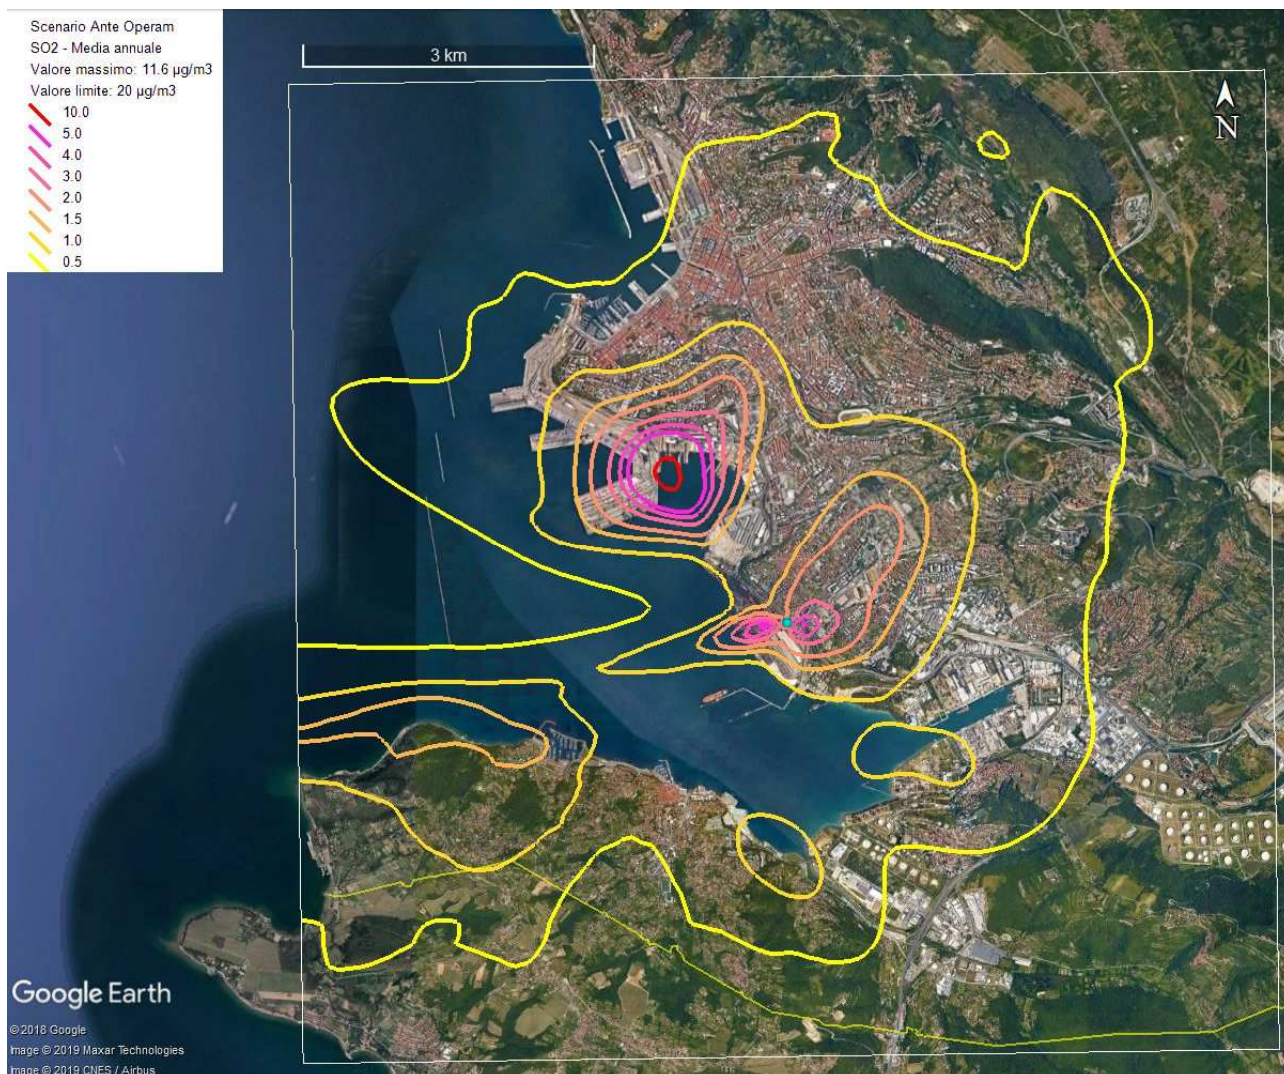 Scenario Ante Operam
SO2 - Media annuale
Valore massimo: 11.6 µg/m3
Valore limite: 20 µg/m3
10.0
5.0
4.0
3.0
2.0
1.5
1.0
0.5
3 km
N
Google Earth
© 2018 Google
Image © 2019 Maxar Technologies
Image © 2019 CNES / Airbus